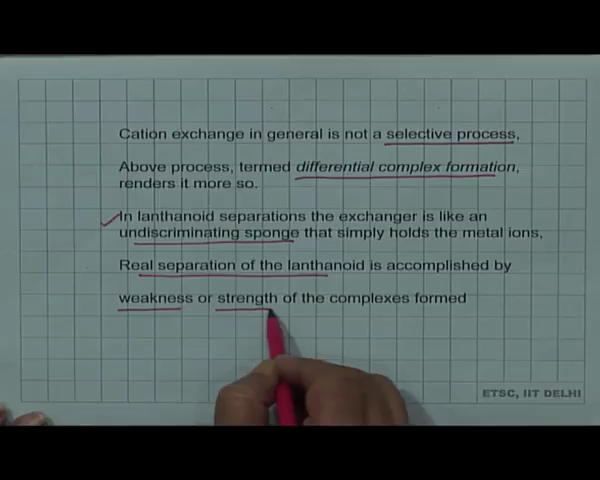 Cation exchange in general is not a selective process,
Above process, termed differential complex formation,
renders it more so.
In lanthanoid separations the exchanger is like an
undiscriminating sponge that simply holds the metal ions,
Real separation of the lanthanoid is accomplished by
weakness or strength of the complexes formed
ETSC, IIT DELHI